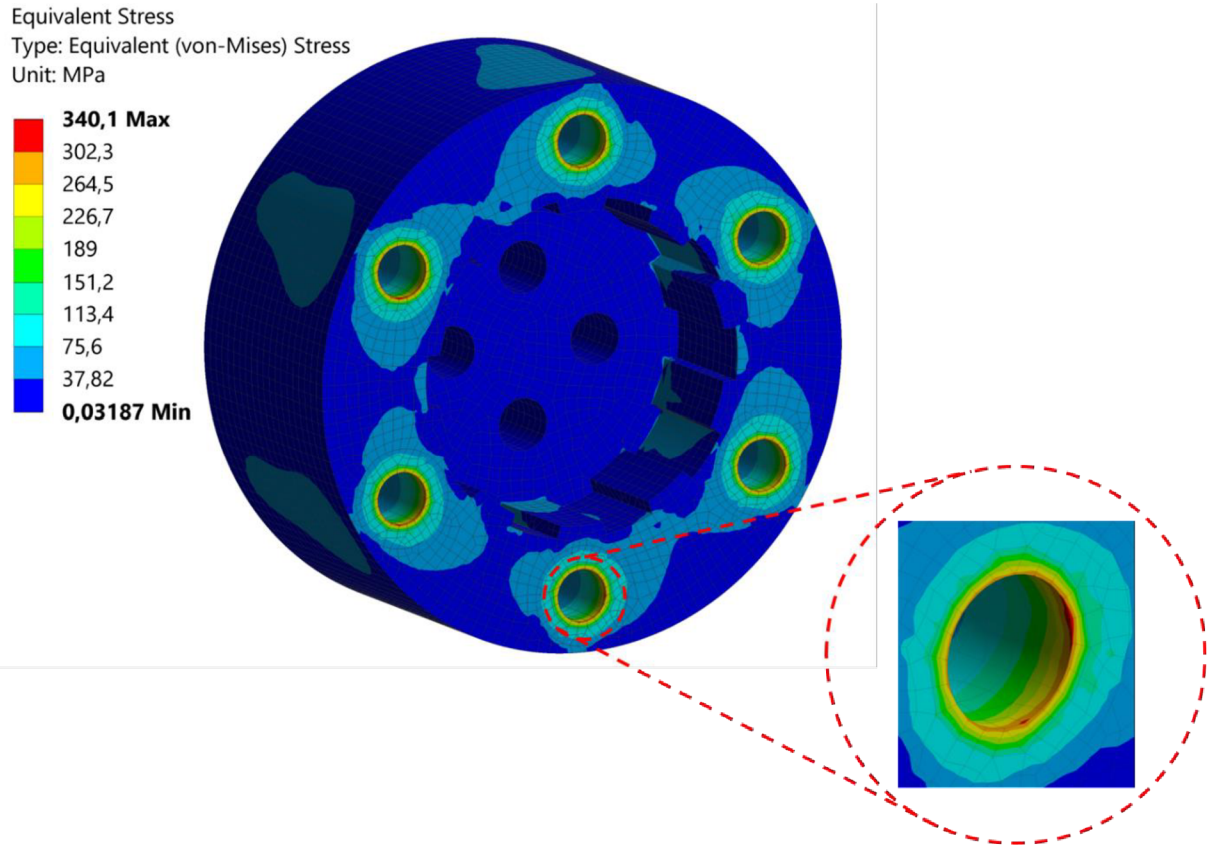 Equivalent Stress
Type: Equivalent (von-Mises) Stress
Unit: MPa
340,1 Max
302,3
264,5
226,7
189
151,2
113,4
75,6
37,82
0,03187 Min